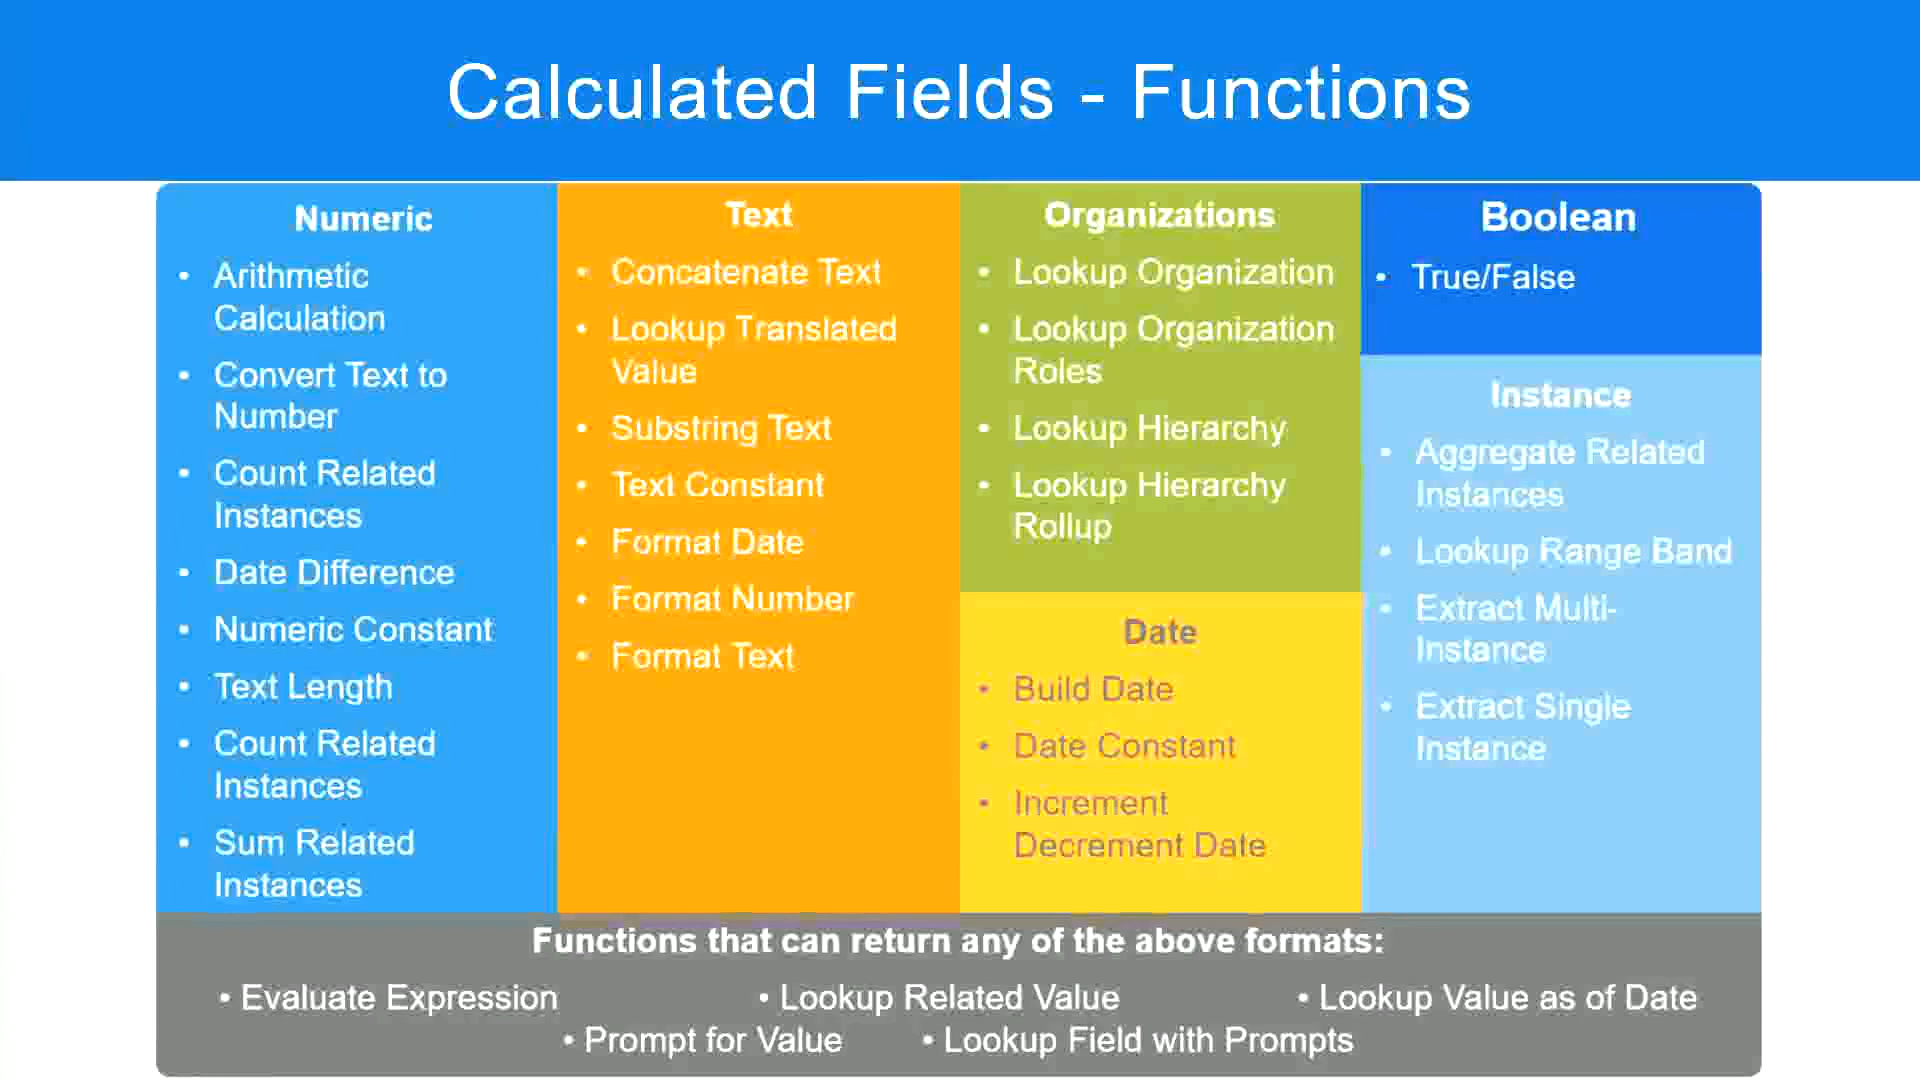 Calculated Fields - Functions
Numeric
• Arithmetic
Calculation
• Convert Text to
Number
• Count Related
Instances
• Date Difference
• Numeric Constant
• Text Length
• Count Related
Instances
• Sum Related
Instances
Text
• Concatenate Text
• Lookup Translated
Value
• Substring Text
• Text Constant
• Format Date
• Format Number
• Format Text
Organizations
• Lookup Organization
• Lookup Organization
Roles
• Lookup Hierarchy
• Lookup Hierarchy
Rollup
Date
• Build Date
• Date Constant
• Increment
Decrement Date
Boolean
• True/False
Instance
• Aggregate Related
Instances
• Lookup Range Band
• Extract Multi-
Instance
• Extract Single
Instance
Functions that can return any of the above formats:
• Evaluate Expression • Lookup Related Value • Lookup Value as of Date
• Prompt for Value • Lookup Field with Prompts